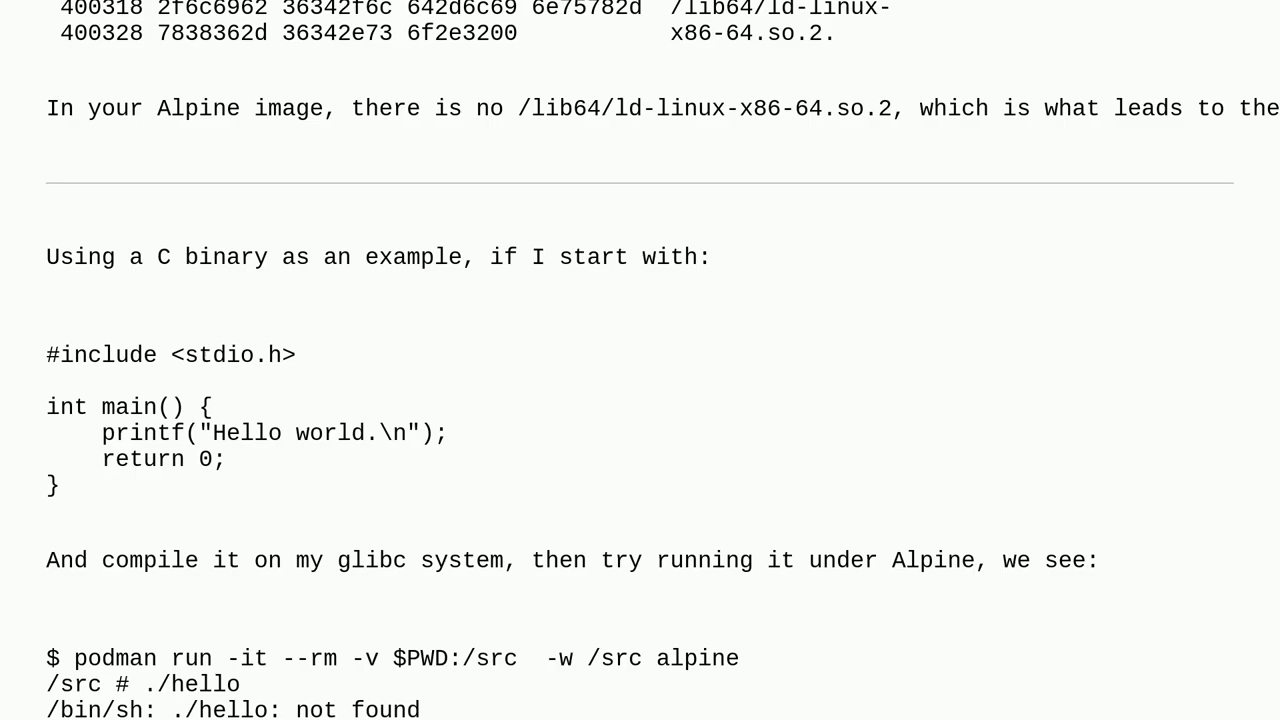 400318 2f6c6962 36342f6c 642d6c69 6e75782d  /lib64/ld-linux-
400328 7838362d 36342e73 6f2e3200           x86-64.so.2.
In your Alpine image, there is no /lib64/ld-linux-x86-64.so.2, which is what leads to the
Using a C binary as an example, if I start with:
#include <stdio.h>
int main() {
    printf("Hello world.\n");
    return 0;
}
And compile it on my glibc system, then try running it under Alpine, we see:
$ podman run -it --rm -v $PWD:/src  -w /src alpine
/src # ./hello
/bin/sh: ./hello: not found